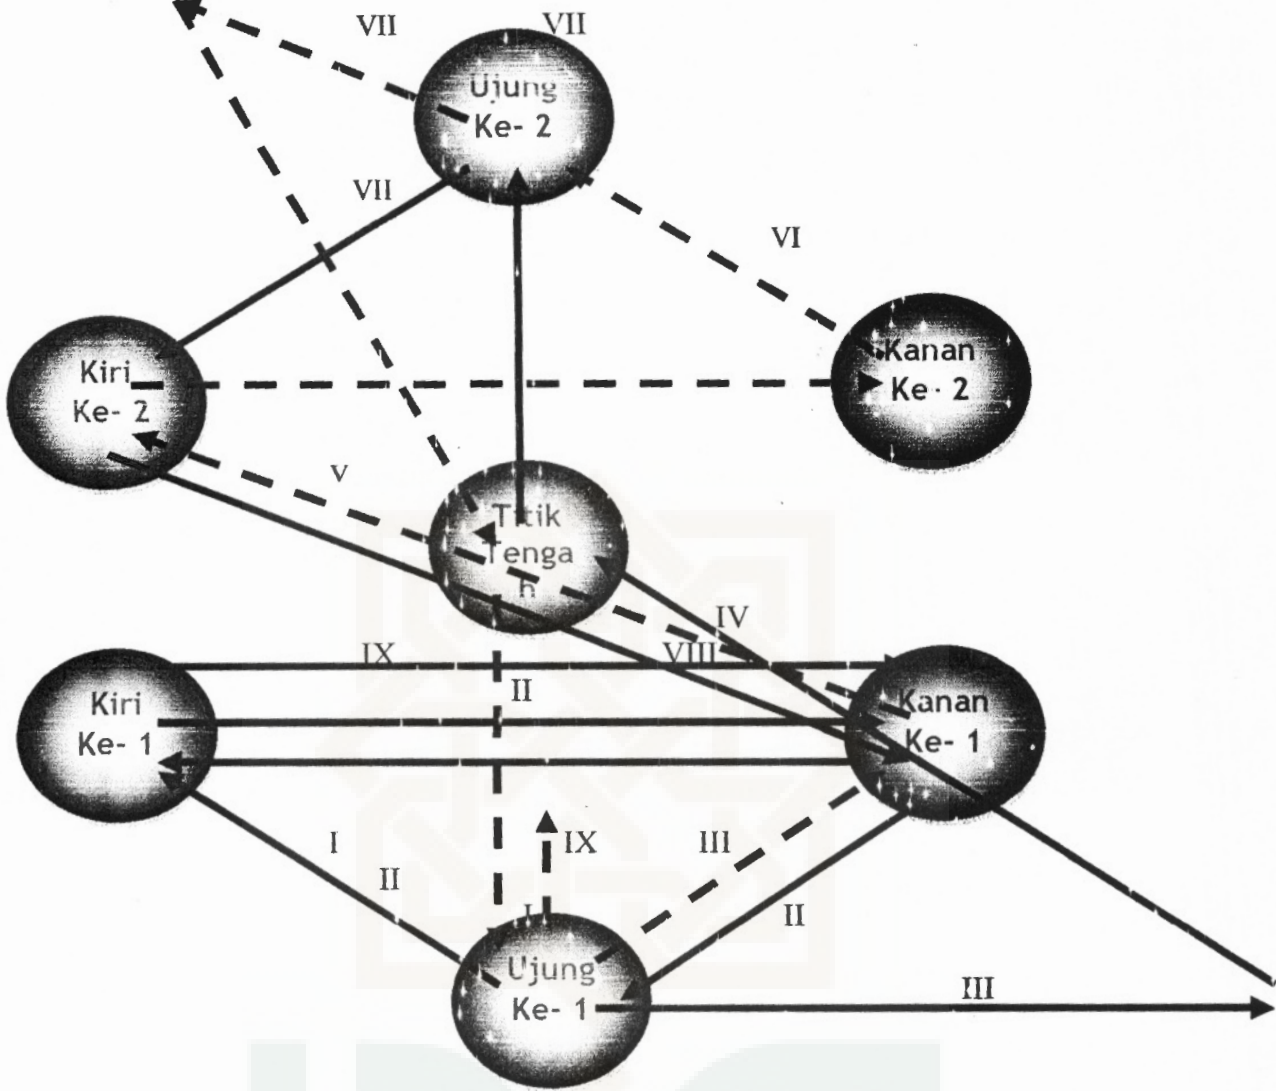 VII
VII
Ujung
Ke- 2
VII
VI
Kiri
Ke- 2
Kanan
Ke- 2
V
Titik
Tenga
h
IV
IX
VIII
II
Kiri
Ke- 1
Kanan
Ke- 1
I
II
IX
III
I
II
Ujung
Ke- 1
III